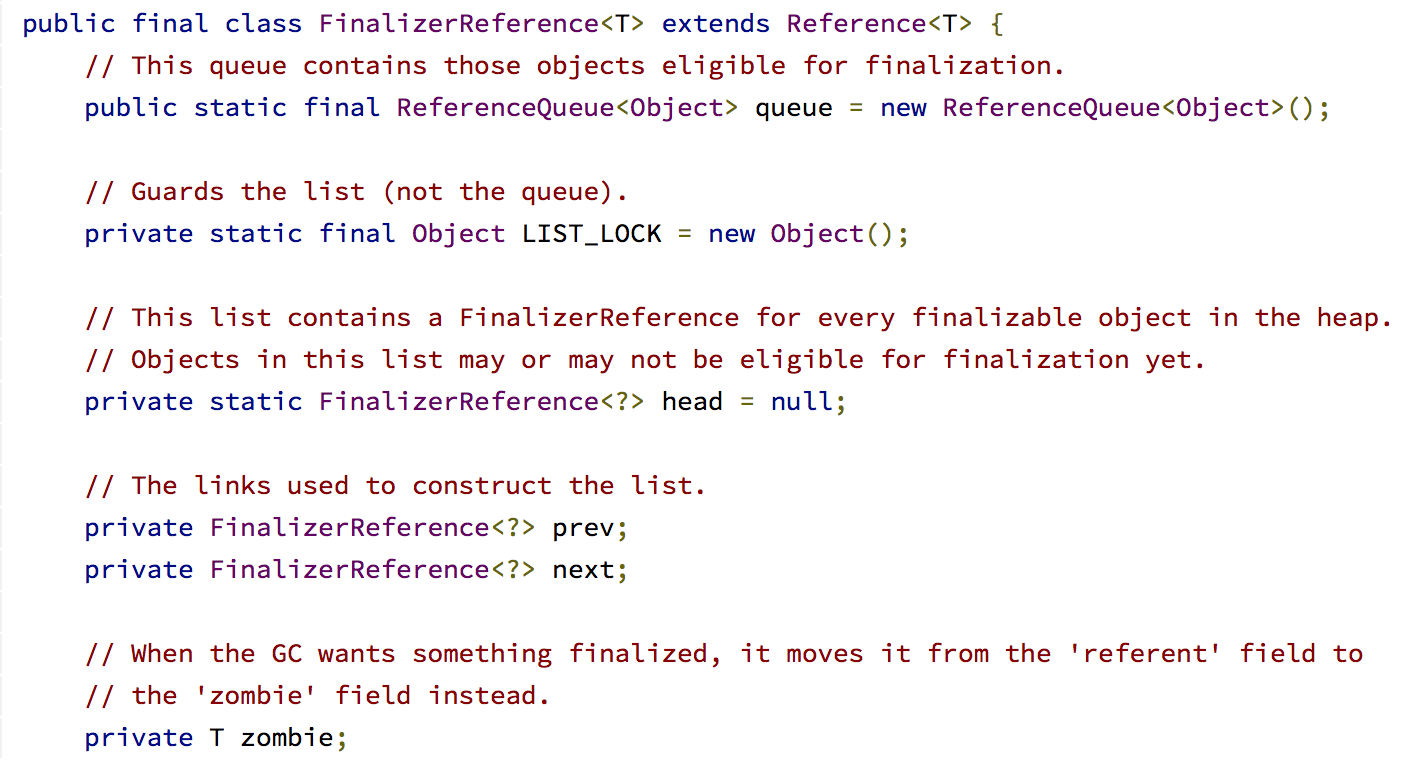 public final class FinalizerReference<T> extends Reference<T> {
    // This queue contains those objects eligible for finalization.
    public static final ReferenceQueue<Object> queue = new ReferenceQueue<Object>();
    // Guards the list (not the queue).
    private static final Object LIST_LOCK = new Object();
    // This list contains a FinalizerReference for every finalizable object in the heap.
    // Objects in this list may or may not be eligible for finalization yet.
    private static FinalizerReference<?> head = null;
    // The links used to construct the list.
    private FinalizerReference<?> prev;
    private FinalizerReference<?> next;
    // When the GC wants something finalized, it moves it from the 'referent' field to
    // the 'zombie' field instead.
    private T zombie;